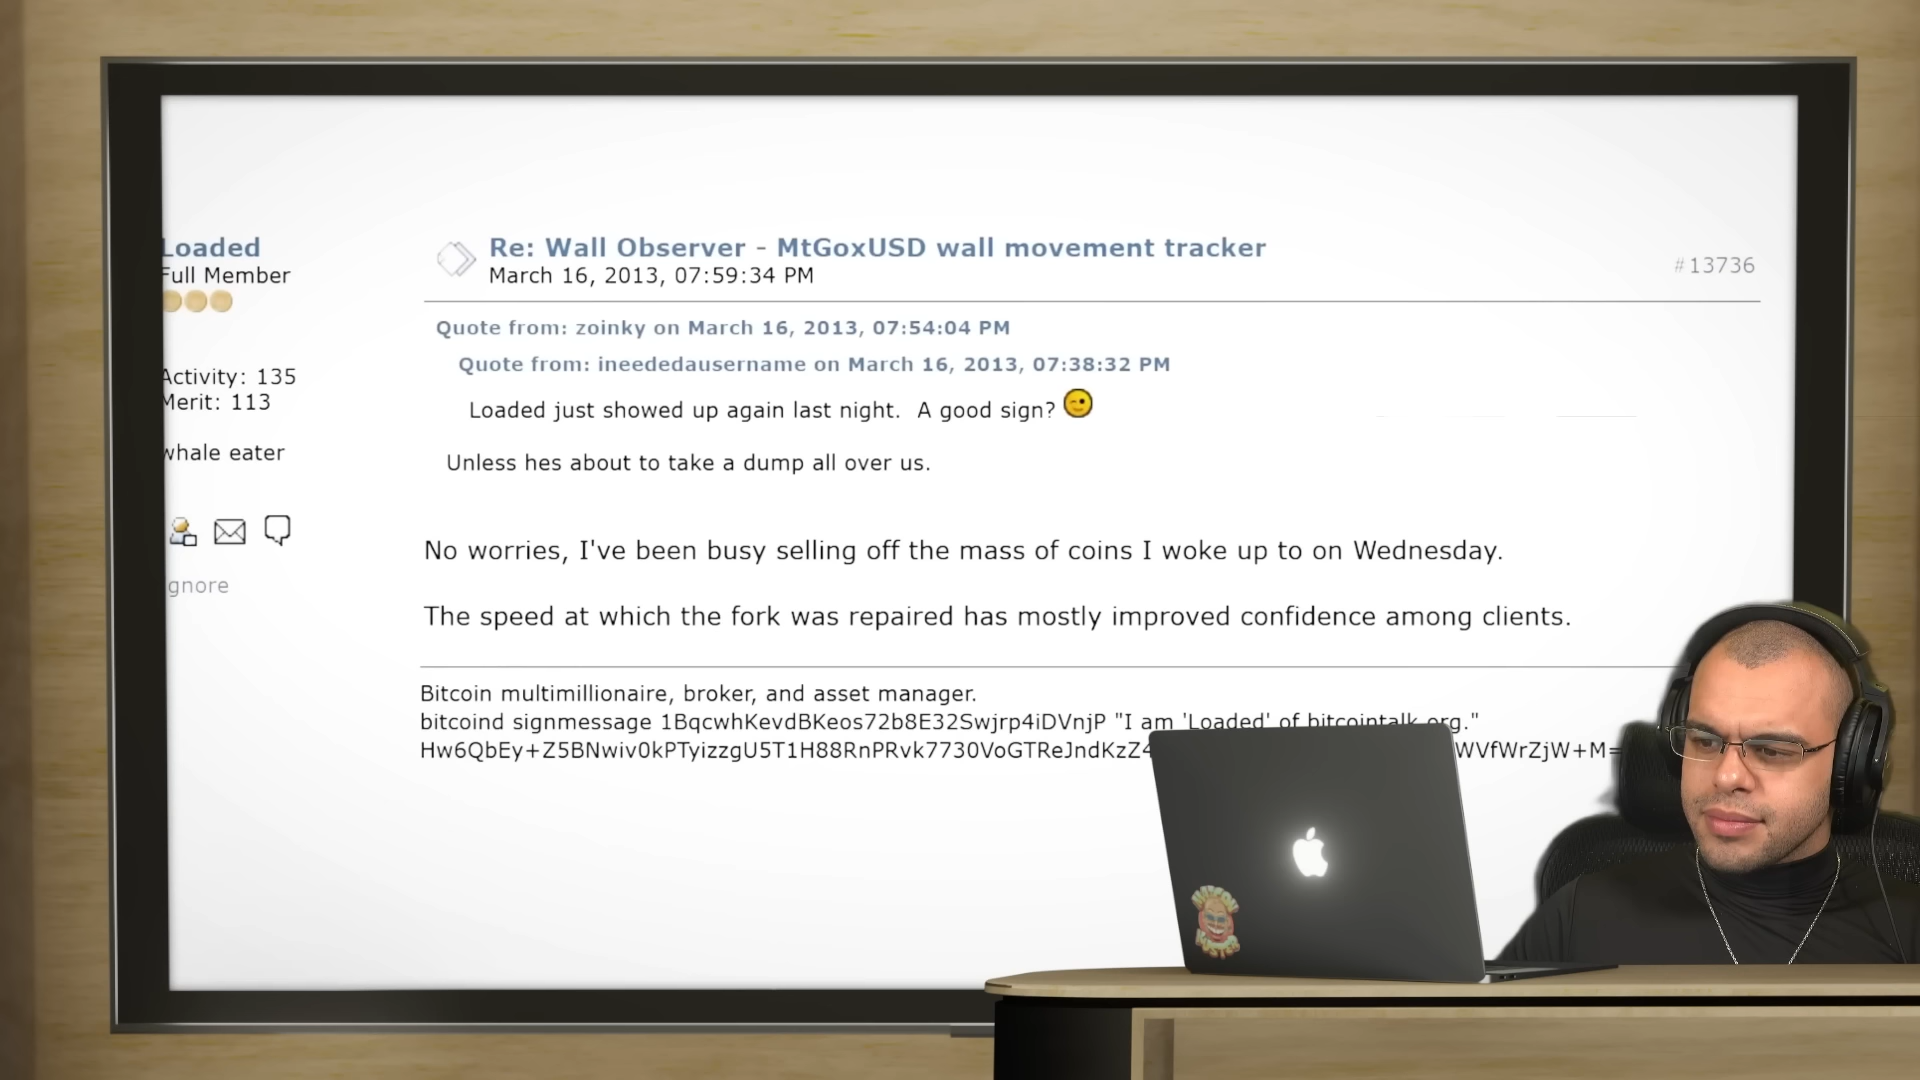 Loaded
Full Member
Re: Wall Observer - MtGoxUSD wall movement tracker
March 16, 2013, 07:59:34 PM
#13736
Activity: 135
Merit: 113
whale eater
gnore
Quote from: zoinky on March 16, 2013, 07:54:04 PM
Quote from: ineededausername on March 16, 2013, 07:38:32 PM
Loaded just showed up again last night. A good sign?
Unless hes about to take a dump all over us.
No worries, I've been busy selling off the mass of coins I woke up to on Wednesday.
The speed at which the fork was repaired has mostly improved confidence among clients.
Bitcoin multimillionaire, broker, and asset manager.
bitcoind signmessage 1BqcwhKevdBKeos72b8E32Swjrp4iDVnjP "I am 'Loaded' of bitcointalk.org."
Hw6QbEy+Z5BNwiv0kPTyizzgU5T1H88RnPRvk7730VoGTReJndKzZ4 WVfWrZjW+M=